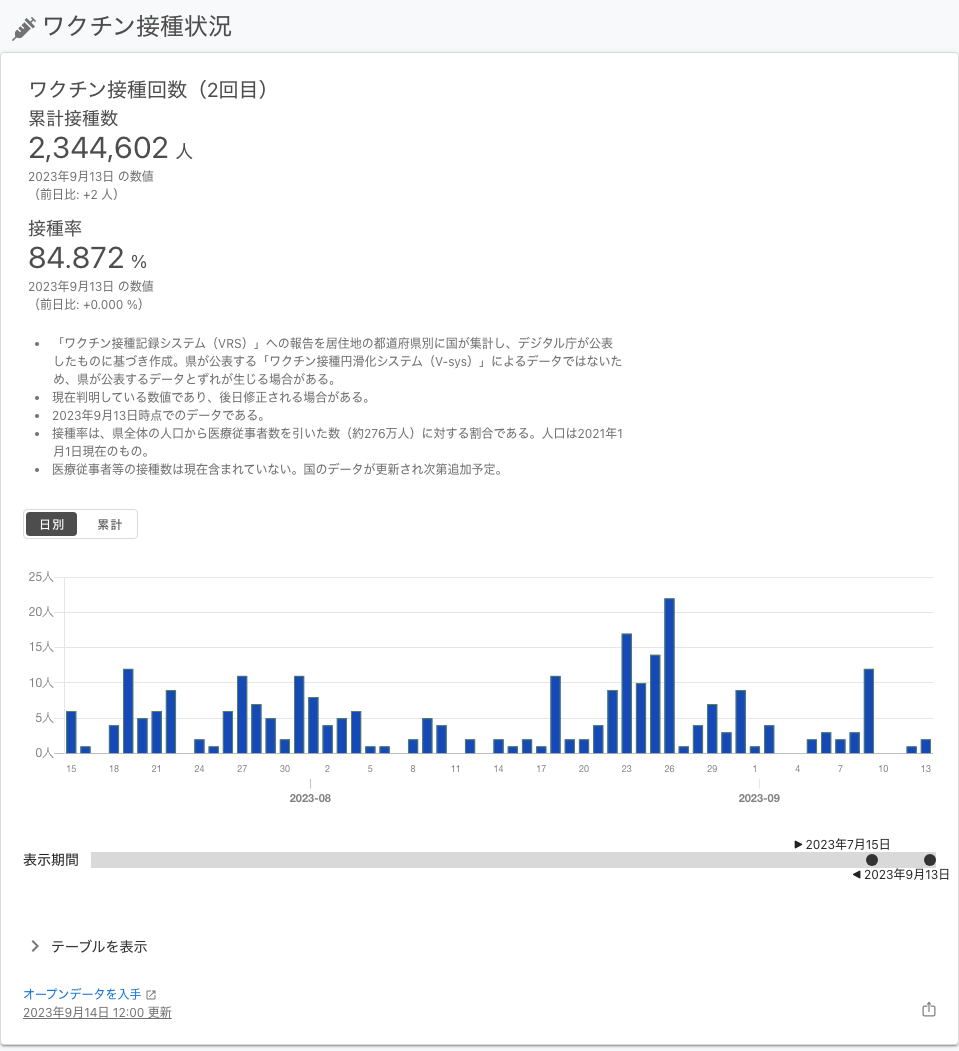 ワクチン接種状況
ワクチン接種回数（2回目）
累計接種数
2,344,602 人
2023年9月13日 の数値
（前日比: +2 人）
接種率
84.872 %
2023年9月13日 の数値
（前日比: +0.000 %）
• 「ワクチン接種記録システム（VRS）」への報告を居住地の都道府県別に国が集計し、デジタル庁が公表
したものに基づき作成。県が公表する「ワクチン接種円滑化システム（V-sys）」によるデータではないた
め、県が公表するデータとずれが生じる場合がある。
• 現在判明している数値であり、後日修正される場合がある。
• 2023年9月13日時点でのデータである。
• 接種率は、県全体の人口から医療従事者数を引いた数（約276万人）に対する割合である。人口は2021年1
月1日現在のもの。
• 医療従事者等の接種数は現在含まれていない。国のデータが更新され次第追加予定。
日別 累計
25人
20人
15人
10人
5人
0人
15 18 21 24 27 30 2 5 8 11 14 17 20 23 26 29 1 4 7 10 13
2023-08 2023-09
▶ 2023年7月15日
表示期間
◀ 2023年9月13日
テーブルを表示
オープンデータを入手
2023年9月14日 12:00 更新